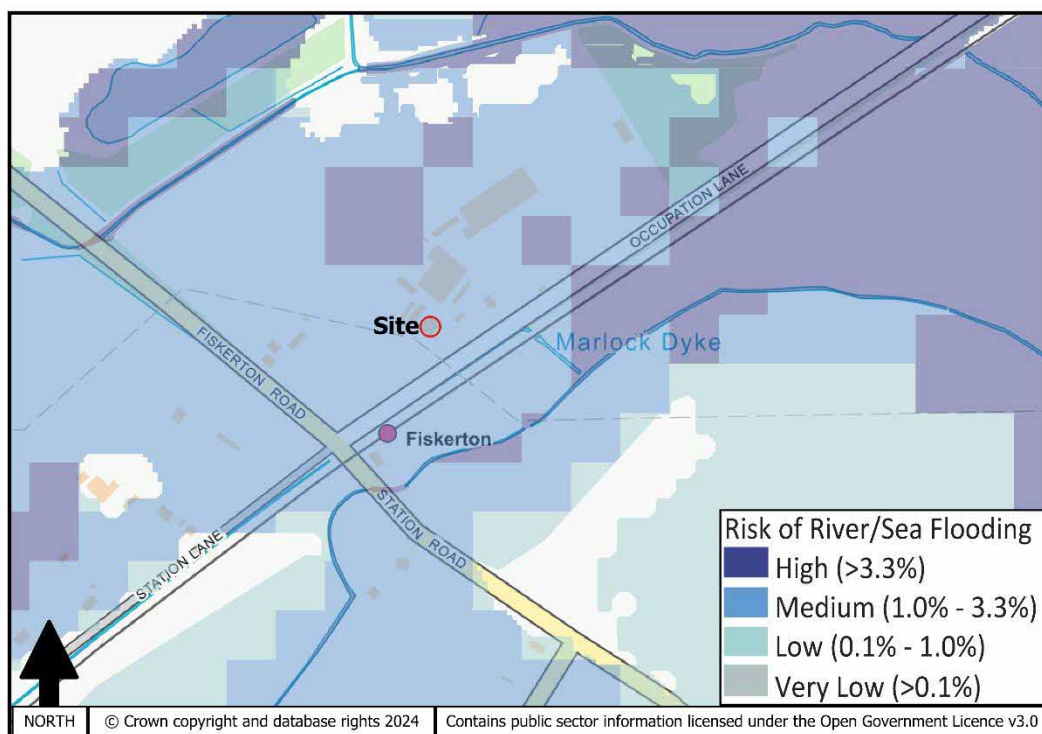 OCCUPATION LANE
FISKERTON ROAD
Site
Marlock Dyke
Fiskerton
STATION ROAD
STATION LANE
Risk of River/Sea Flooding
High (>3.3%)
Medium (1.0% - 3.3%)
Low (0.1% - 1.0%)
Very Low (>0.1%)
NORTH
© Crown copyright and database rights 2024
Contains public sector information licensed under the Open Government Licence v3.0